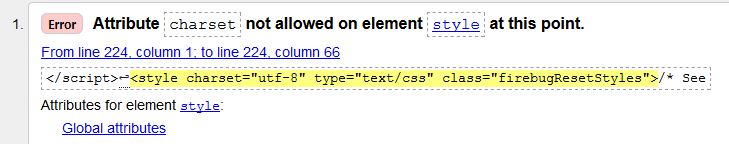 1. Error Attribute charset not allowed on element style at this point.
From line 224, column 1; to line 224, column 66
</script>↩<style charset="utf-8" type="text/css" class="firebugResetStyles">/* See
Attributes for element style:
Global attributes